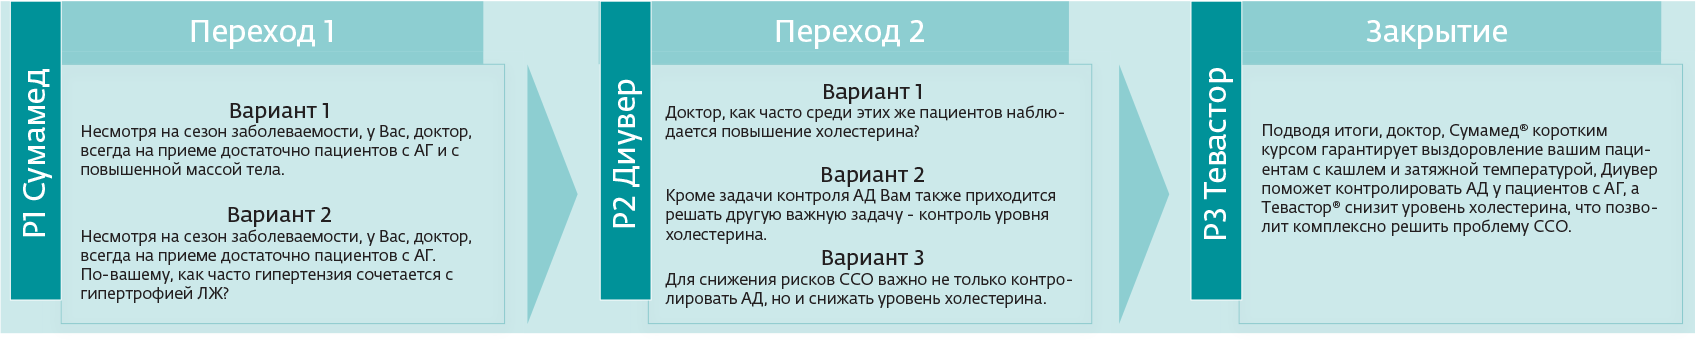 P1 Сумамед
Переход 1
Вариант 1
Несмотря на сезон заболеваемости, у Вас, доктор,
всегда на приеме достаточно пациентов с АГ и с
повышенной массой тела.
Вариант 2
Несмотря на сезон заболеваемости, у Вас, доктор,
всегда на приеме достаточно пациентов с АГ.
По-вашему, как часто гипертензия сочетается с
гипертрофией ЛЖ?
P2 Диувер
Переход 2
Вариант 1
Доктор, как часто среди этих же пациентов наблю-
дается повышение холестерина?
Вариант 2
Кроме задачи контроля АД Вам также приходится
решать другую важную задачу - контроль уровня
холестерина.
Вариант 3
Для снижения рисков ССО важно не только контро-
лировать АД, но и снижать уровень холестерина.
P3 Тевастор
Закрытие
Подводя итоги, доктор, Сумамед® коротким
курсом гарантирует выздоровление вашим паци-
ентам с кашлем и затяжной температурой, Диувер
поможет контролировать АД у пациентов с АГ, а
Тевастор® снизит уровень холестерина, что позво-
лит комплексно решить проблему ССО.